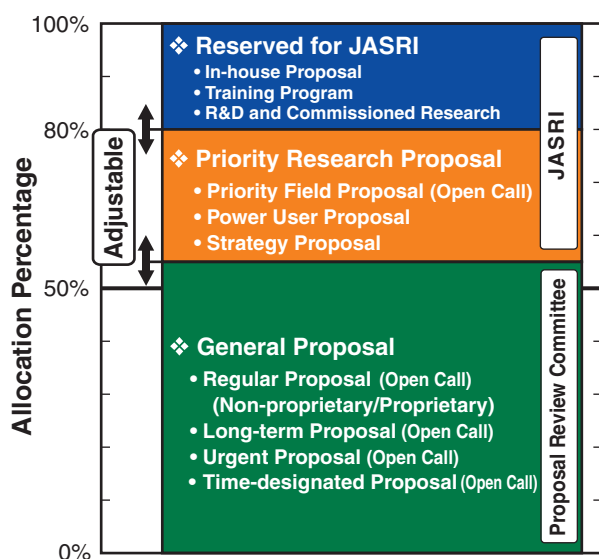 100%
80%
50%
0%
Allocation Percentage
Adjustable
❖ Reserved for JASRI
• In-house Proposal
• Training Program
• R&D and Commissioned Research
❖ Priority Research Proposal
• Priority Field Proposal (Open Call)
• Power User Proposal
• Strategy Proposal
JASRI
❖ General Proposal
• Regular Proposal (Open Call)
(Non-proprietary/Proprietary)
• Long-term Proposal (Open Call)
• Urgent Proposal (Open Call)
• Time-designated Proposal (Open Call)
Proposal Review Committee